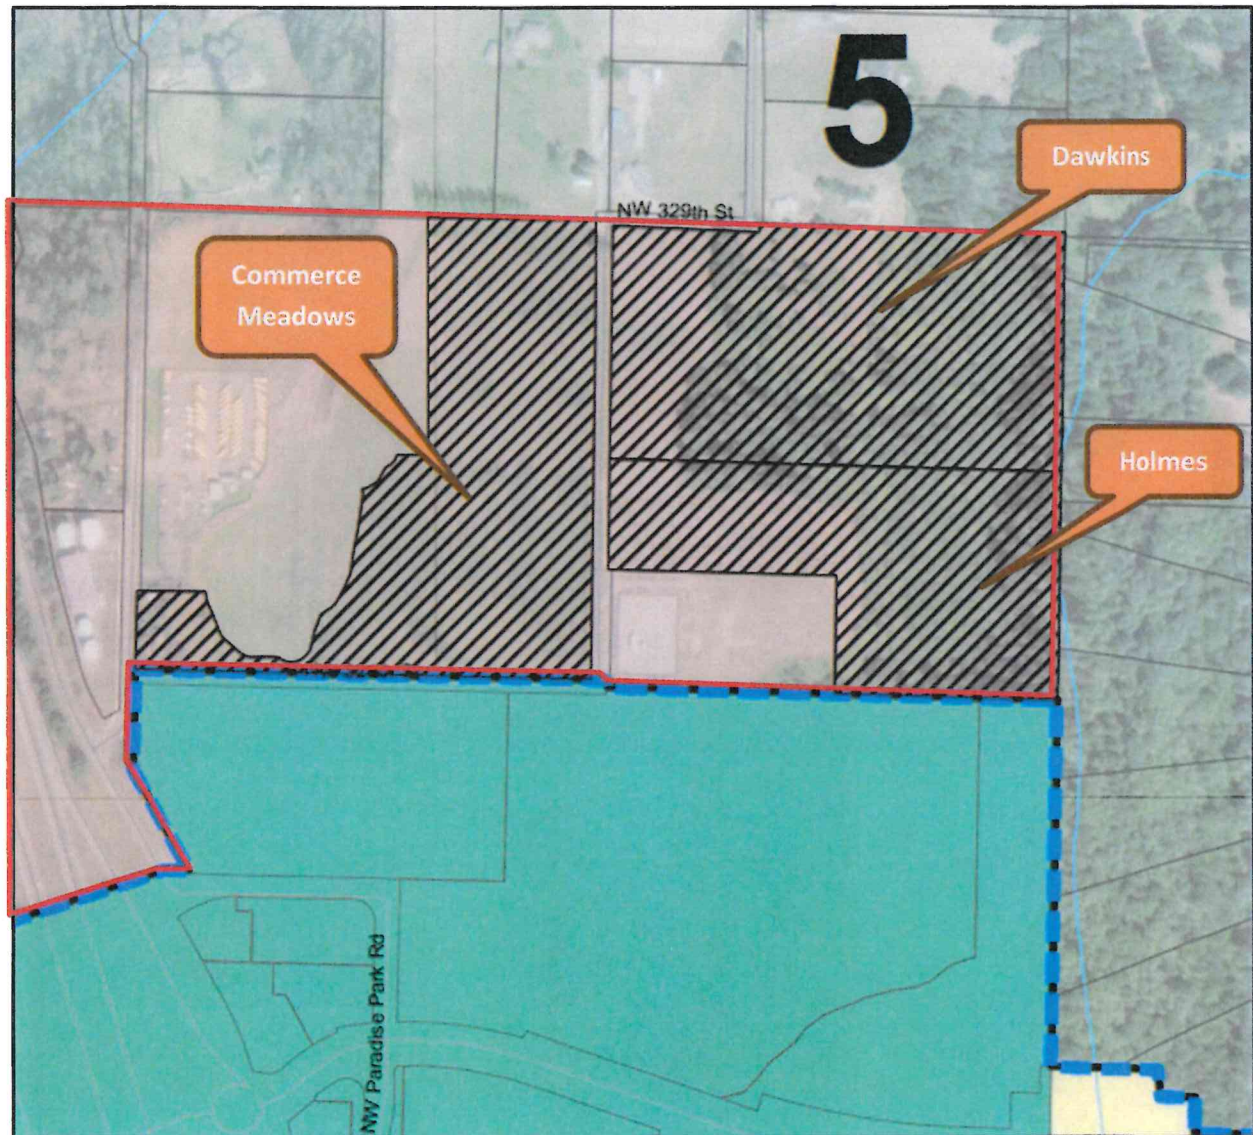 5
Dawkins
NW 329th St
Commerce
Meadows
Holmes
NW Paradise Park Rd